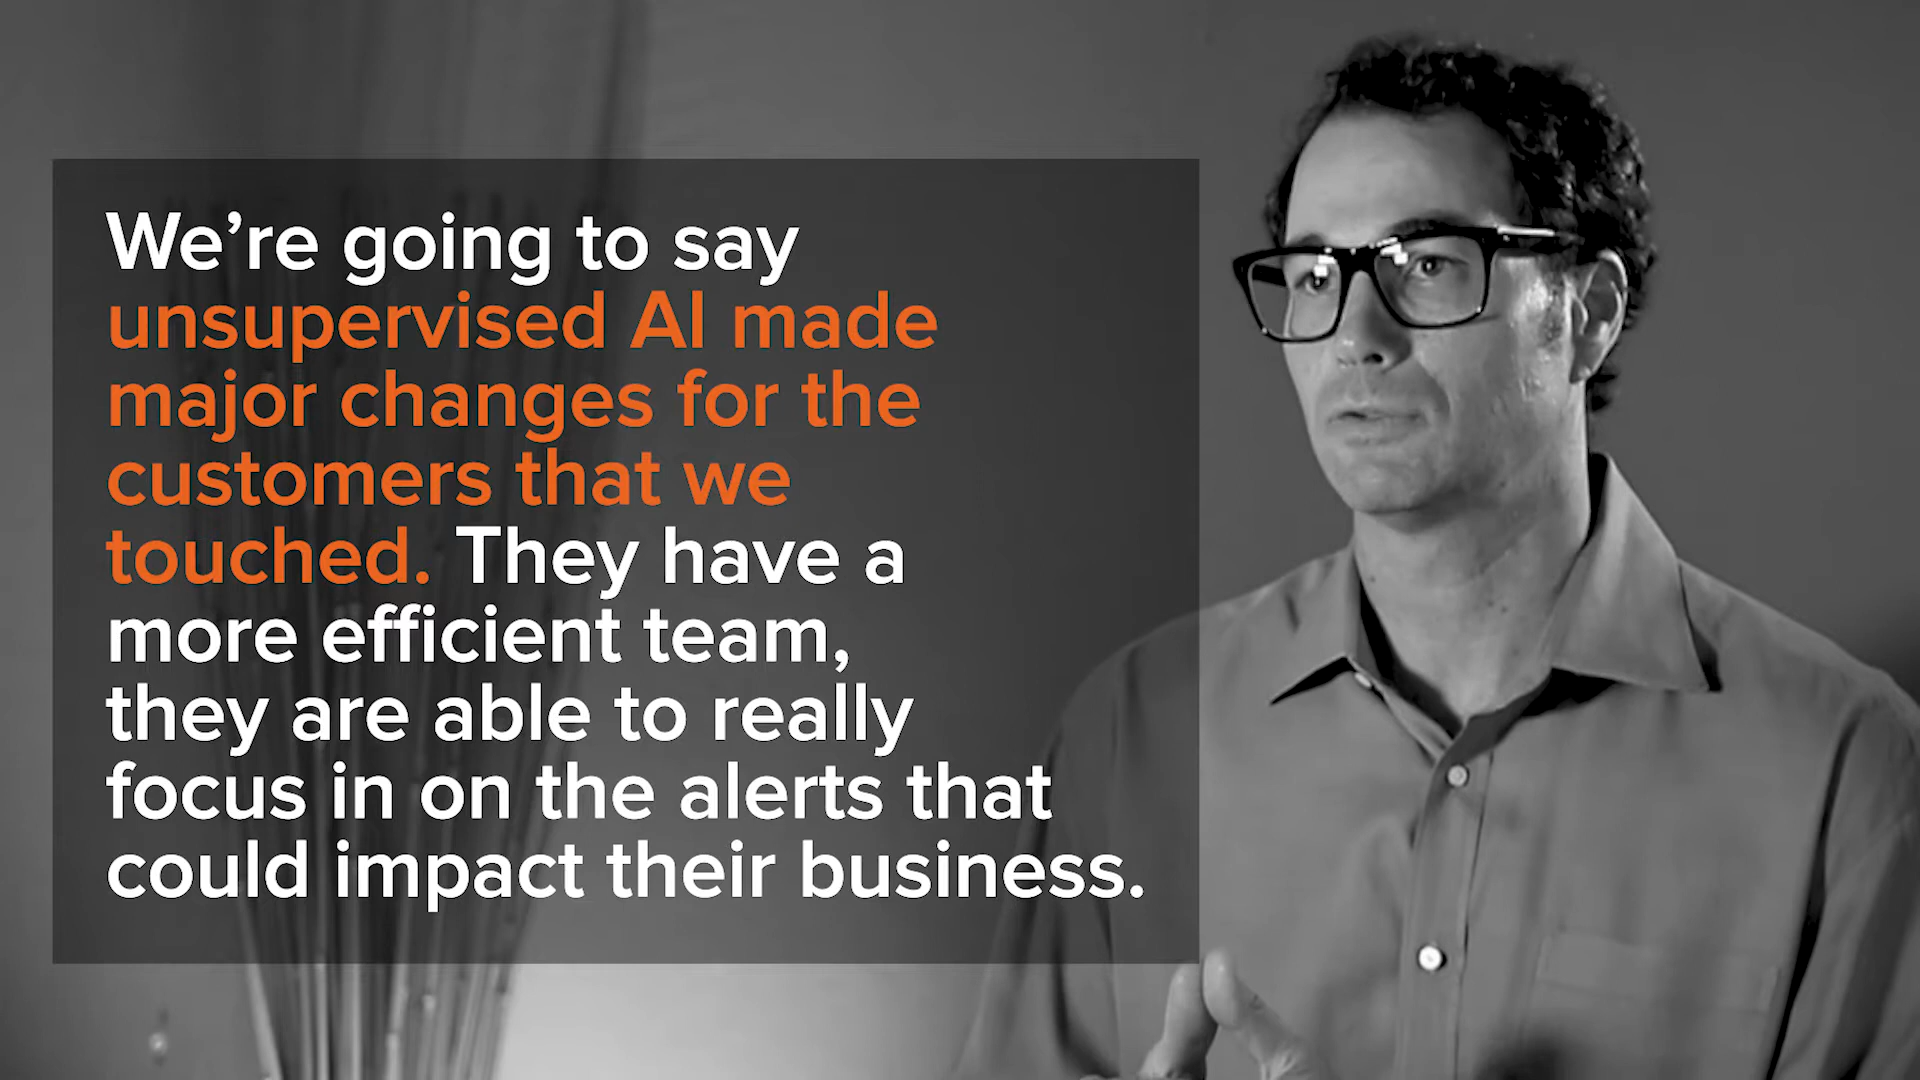 We’re going to say
unsupervised AI made
major changes for the
customers that we
touched. They have a
more efficient team,
they are able to really
focus in on the alerts that
could impact their business.